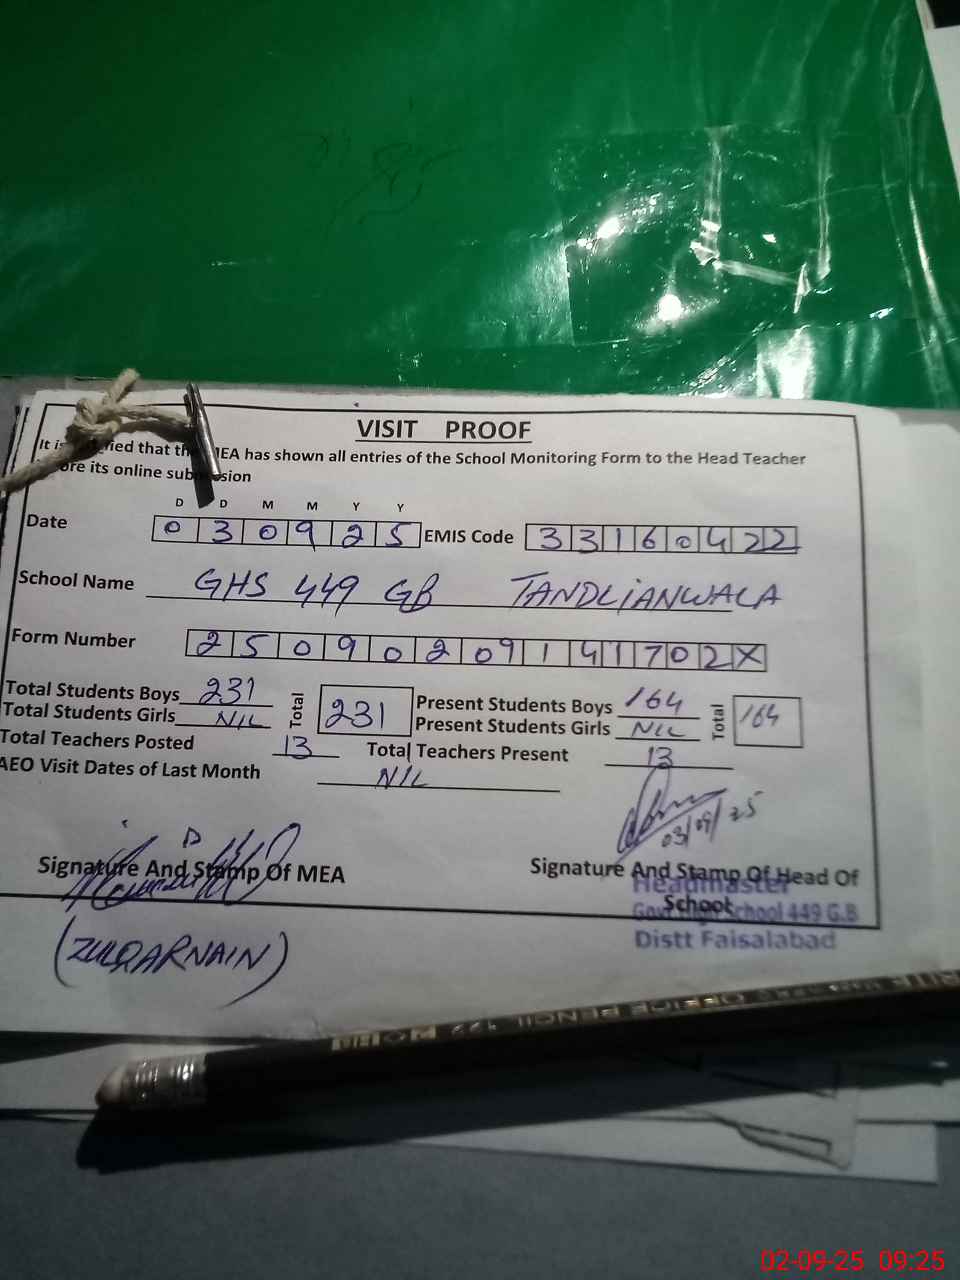 VISIT PROOF
It is certified that the MEA has shown all entries of the School Monitoring Form to the Head Teacher
ore its online submission
D D M M Y Y
Date 0 3 0 9 2 5 EMIS Code 3 3 1 6 0 4 2 2
School Name GHS 449 GB TANDLIANWALA
Form Number 2 5 0 9 0 2 0 9 1 4 1 7 0 2 X
Total Students Boys 231 Total 231 Present Students Boys 164 Total 164
Total Students Girls NIL Present Students Girls NIL
Total Teachers Posted 13 Total Teachers Present 13
AEO Visit Dates of Last Month NIL
03/09/25
Signature And Stamp Of MEA Signature And Stamp Of Head Of
School
Headmaster
Govt High School 449 G.B
Distt Faisalabad
(ZULQARNAIN)
OFFICE PENCIL
HB
02-09-25 09:25